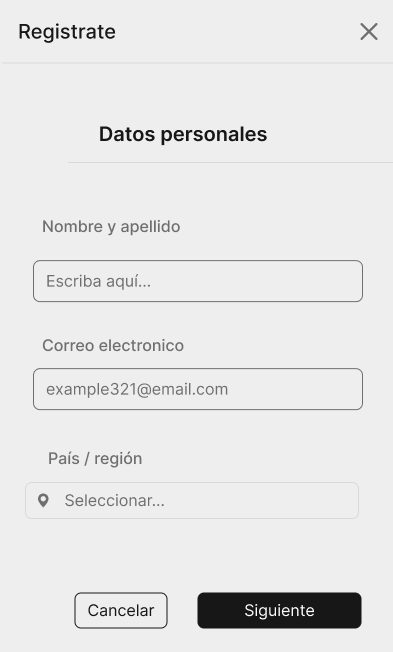 Registrate
Datos personales
Nombre y apellido
Escriba aquí...
Correo electronico
example321@email.com
País / región
Seleccionar...
Cancelar
Siguiente